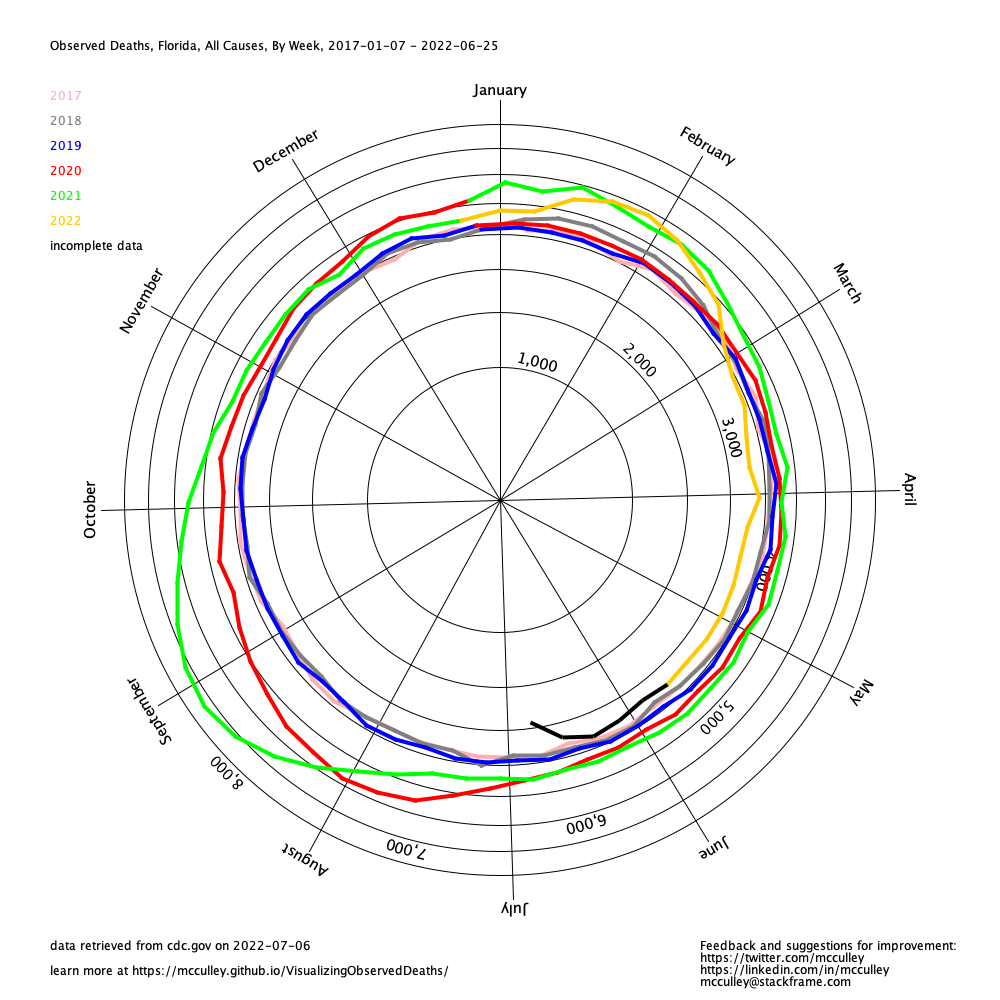 Observed Deaths, Florida, All Causes, By Week, 2017-01-07 - 2022-06-25
2017
2018
2019
2020
2021
2022
incomplete data
January
February
March
April
May
June
July
August
September
October
November
December
1,000
2,000
3,000
4,000
5,000
6,000
7,000
8,000
data retrieved from cdc.gov on 2022-07-06
learn more at https://mcculley.github.io/VisualizingObservedDeaths/
Feedback and suggestions for improvement:
https://twitter.com/mcculley
https://linkedin.com/in/mcculley
mcculley@stackframe.com